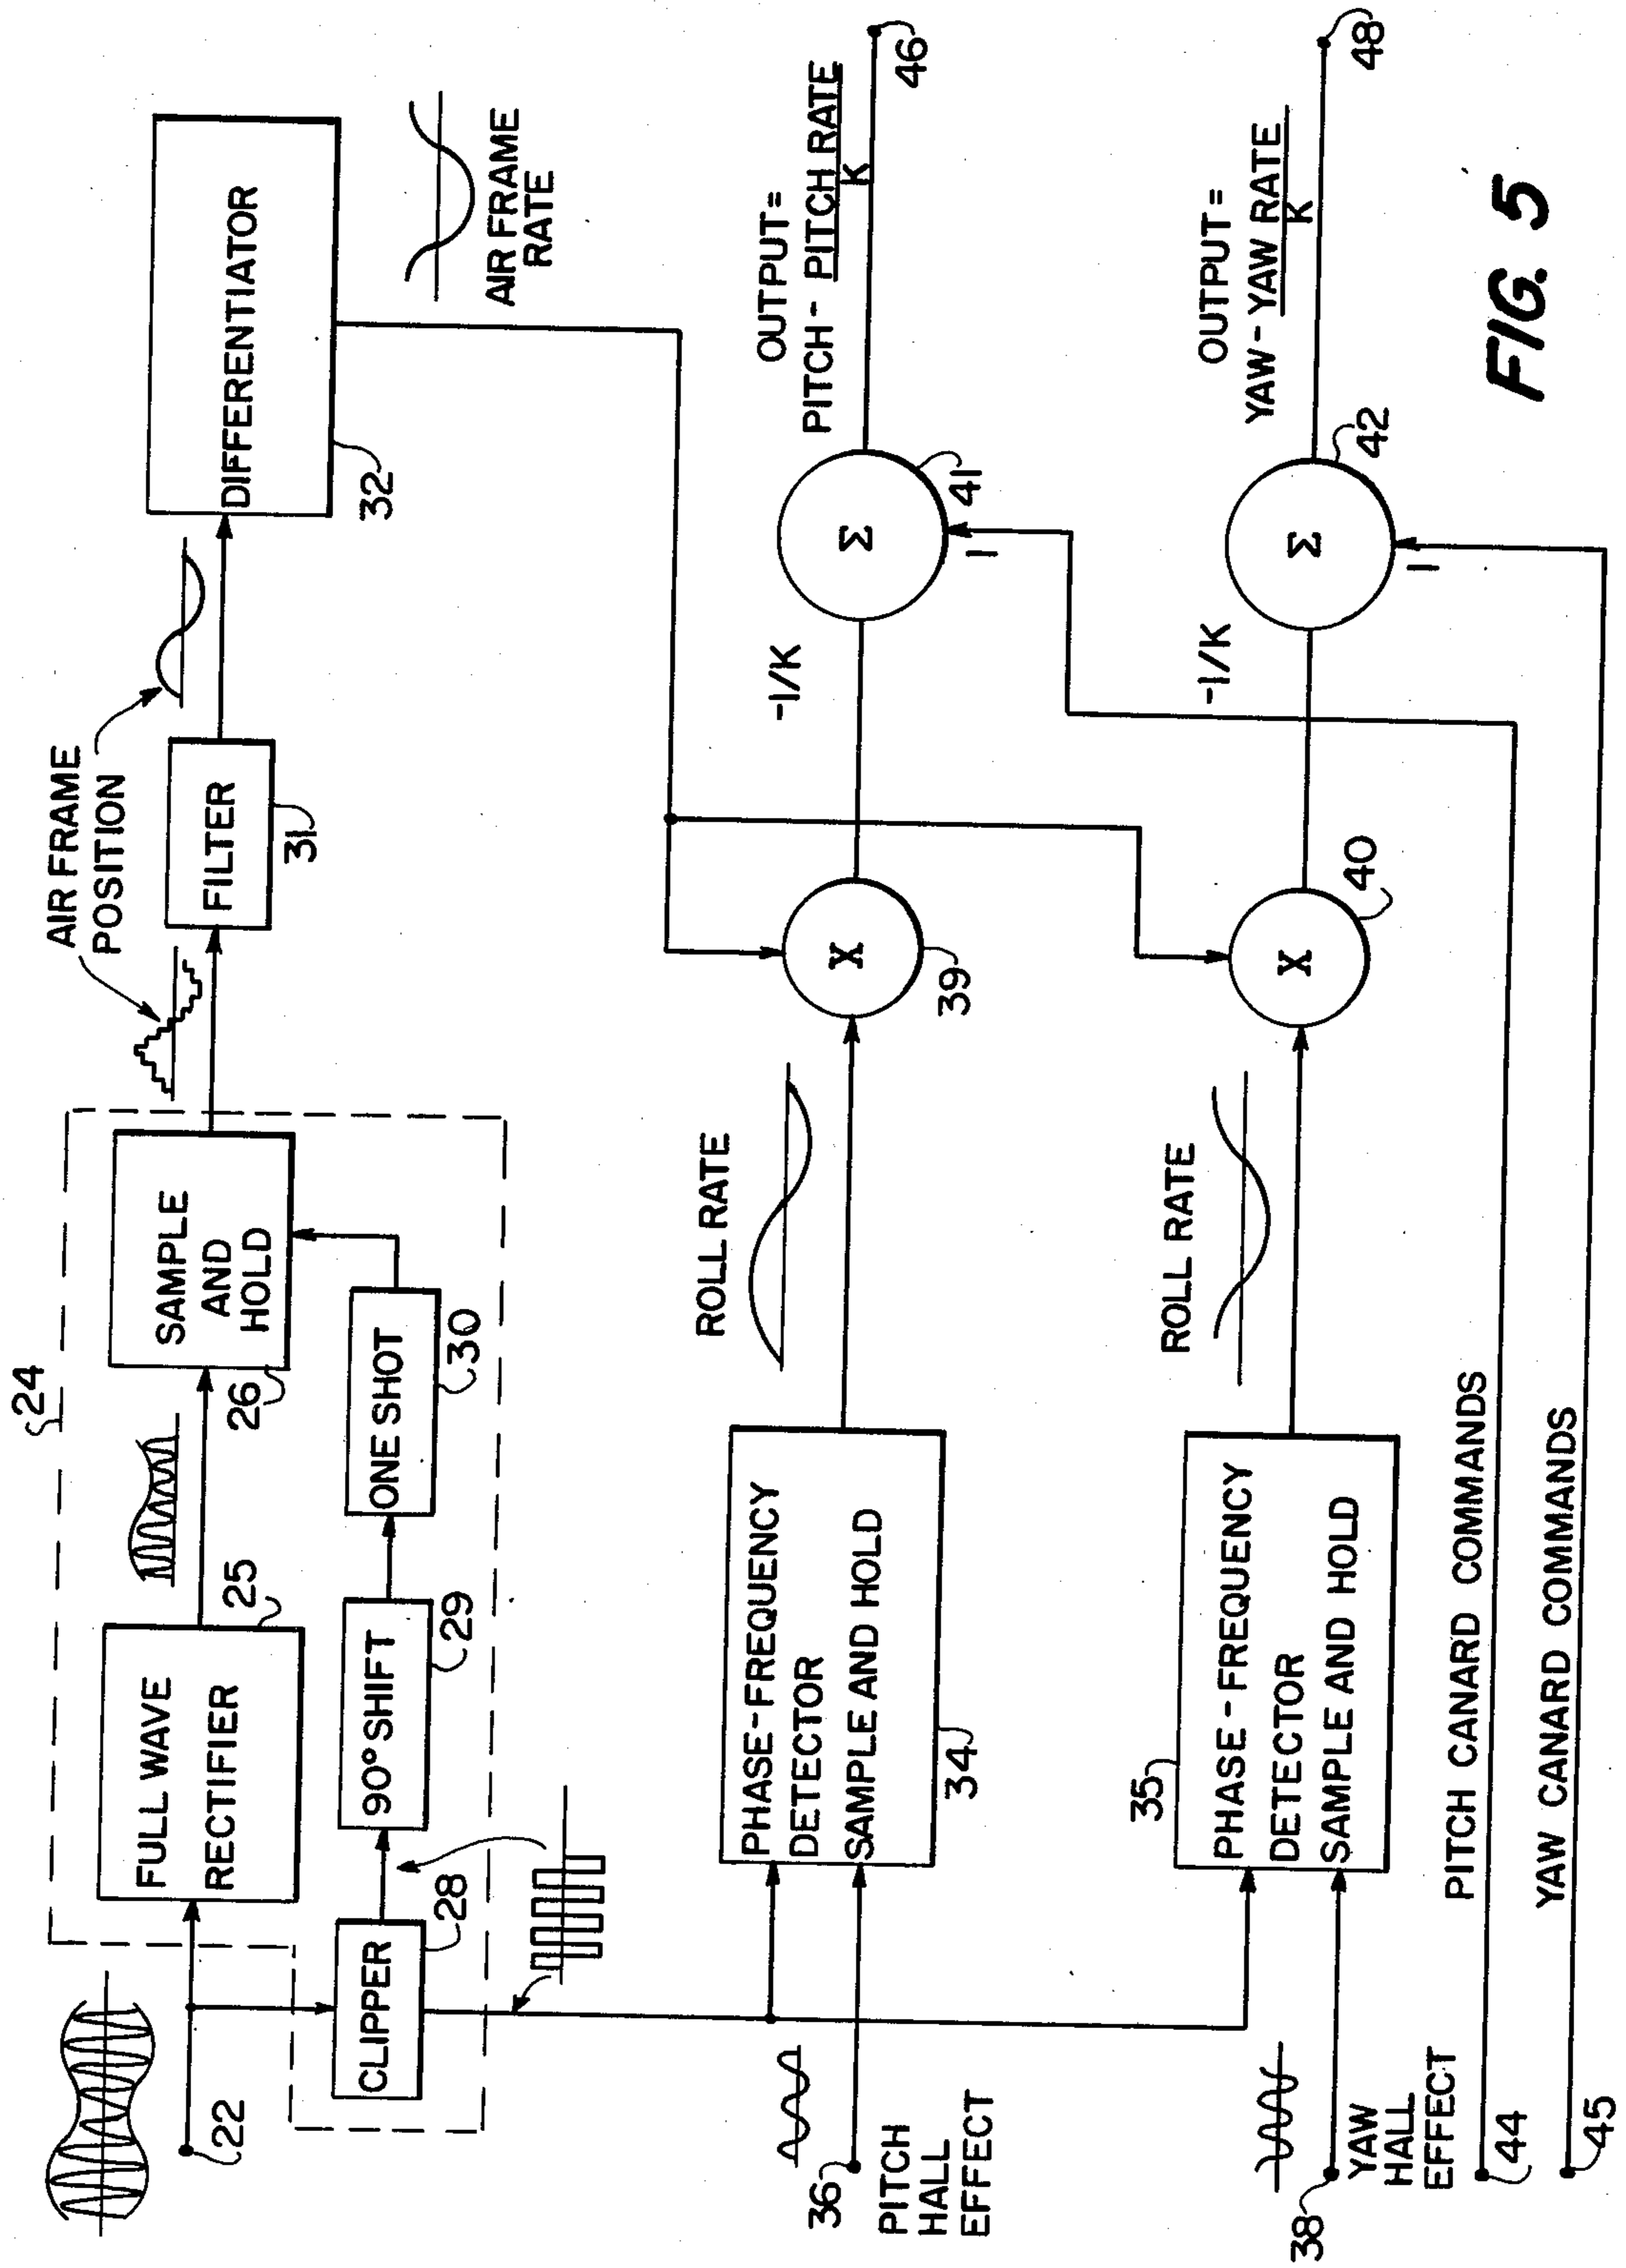 24
FULL WAVE
RECTIFIER
25
SAMPLE
AND
HOLD
26
AIR FRAME
POSITION
FILTER
31
DIFFERENTIATOR
32
22
CLIPPER
28
90° SHIFT
29
ONE SHOT
30
AIR FRAME
RATE
36
PITCH
HALL
EFFECT
PHASE-FREQUENCY
DETECTOR
SAMPLE AND HOLD
34
ROLL RATE
X
39
-1/K
Σ
41
1
OUTPUT =
PITCH - PITCH RATE
K
46
38
YAW
HALL
EFFECT
35
PHASE-FREQUENCY
DETECTOR
SAMPLE AND HOLD
ROLL RATE
X
40
-1/K
Σ
42
1
OUTPUT =
YAW - YAW RATE
K
48
44
PITCH CANARD COMMANDS
45
YAW CANARD COMMANDS
FIG. 5